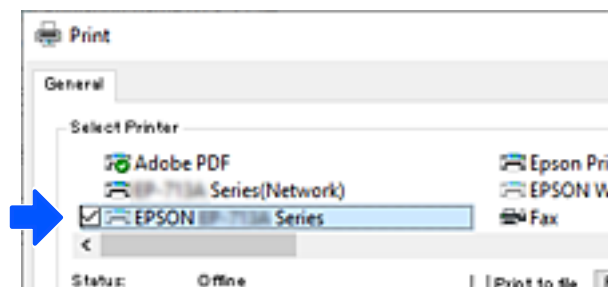 Print
General
Select Printer
Adobe PDF
Epson Pri
Series(Network)
EPSON W
EPSON Series
Fax
Status: Offline
Print to file